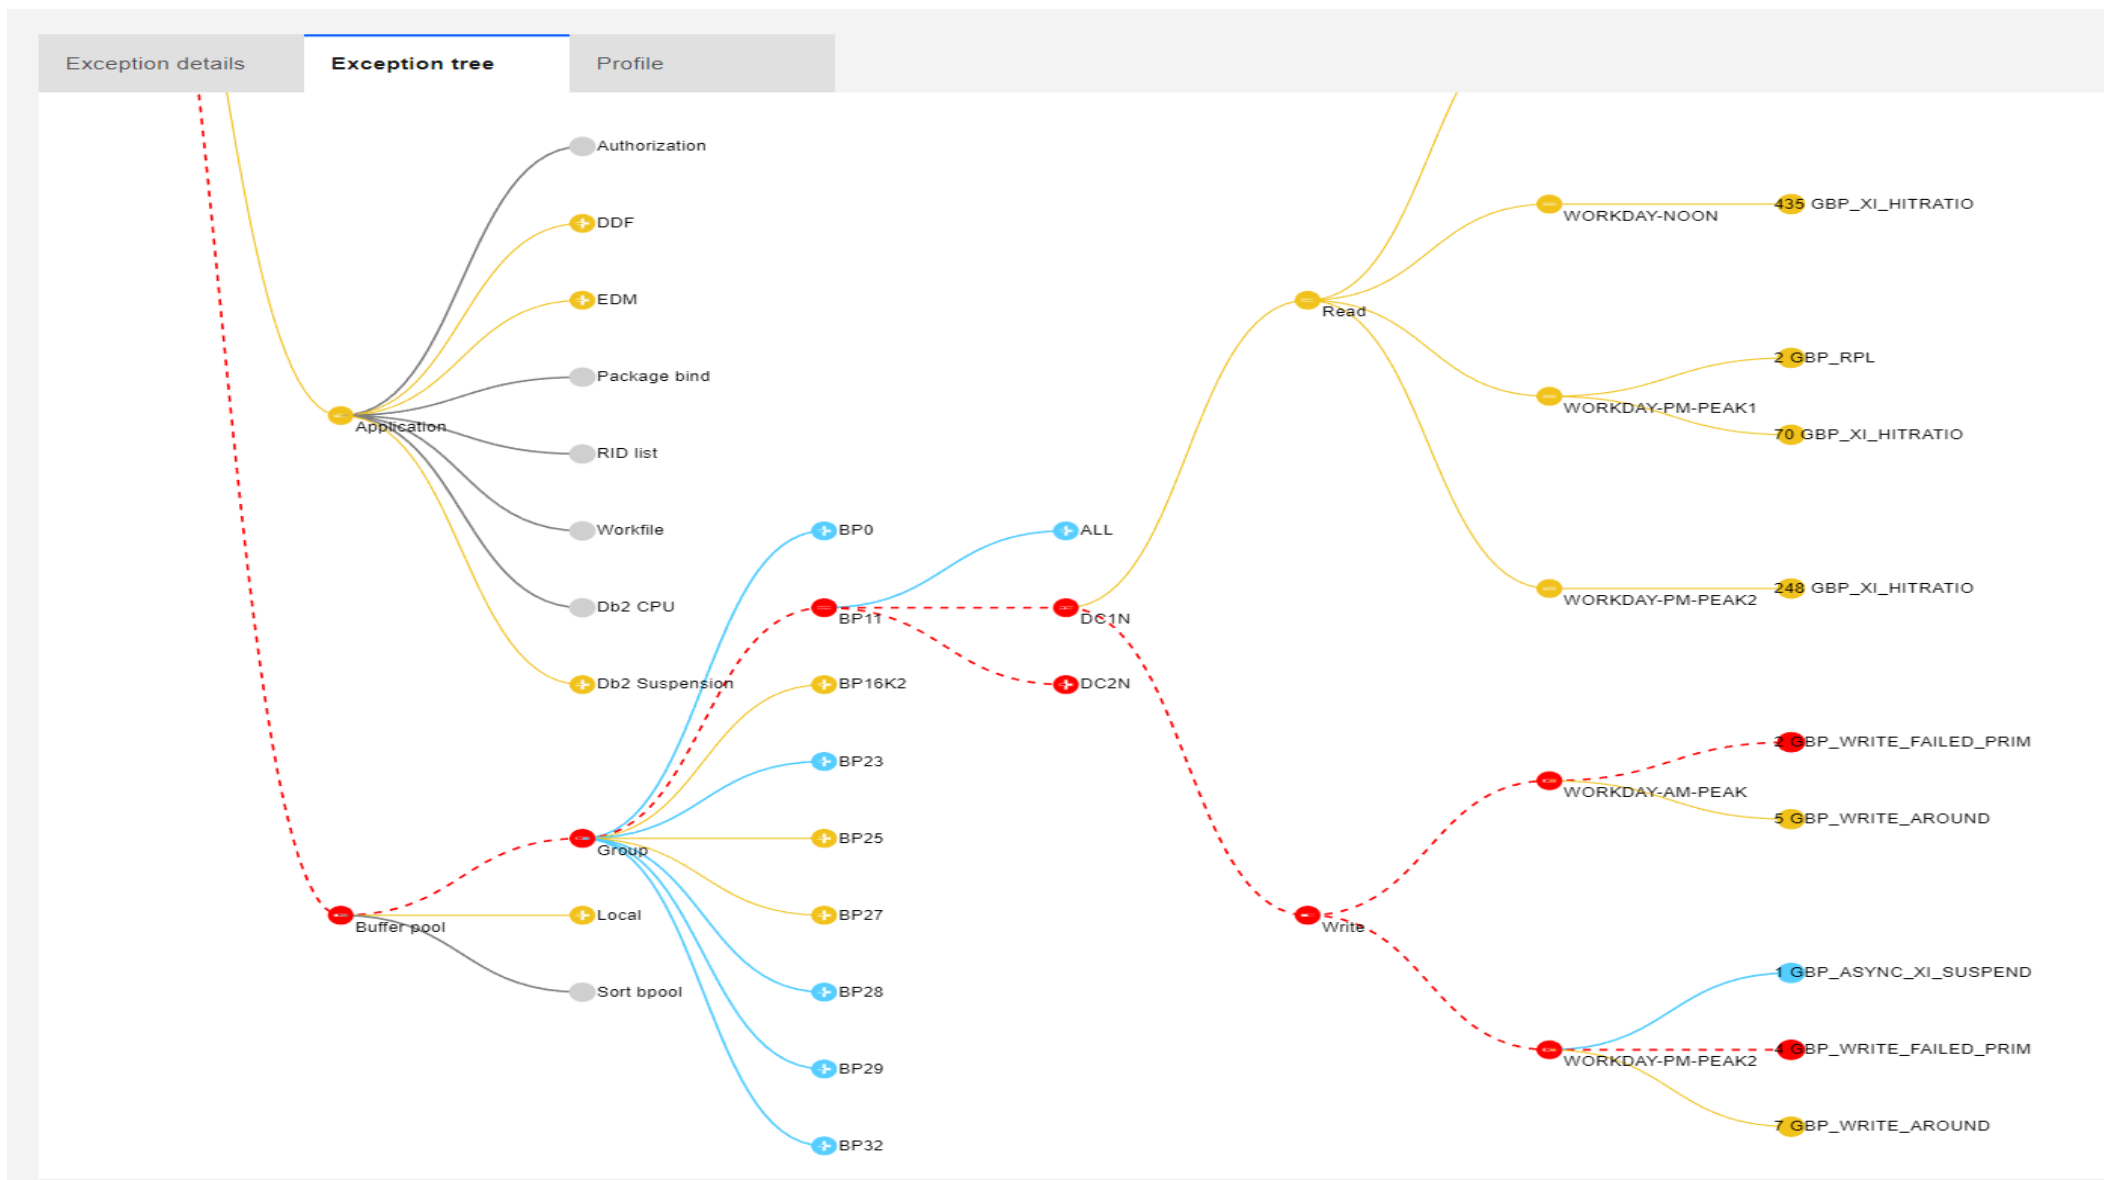 Exception details
Exception tree
Profile
Authorization
DDF
EDM
Package bind
Application
RID list
Workfile
Db2 CPU
Db2 Suspension
Buffer pool
Group
Local
Sort bpool
BP0
BP11
BP16K2
BP23
BP25
BP27
BP28
BP29
BP32
ALL
DC1N
DC2N
Read
Write
WORKDAY-NOON
435 GBP_XI_HITRATIO
WORKDAY-PM-PEAK1
2 GBP_RPL
70 GBP_XI_HITRATIO
WORKDAY-PM-PEAK2
248 GBP_XI_HITRATIO
WORKDAY-AM-PEAK
2 GBP_WRITE_FAILED_PRIM
5 GBP_WRITE_AROUND
WORKDAY-PM-PEAK2
1 GBP_ASYNC_XI_SUSPEND
4 GBP_WRITE_FAILED_PRIM
7 GBP_WRITE_AROUND